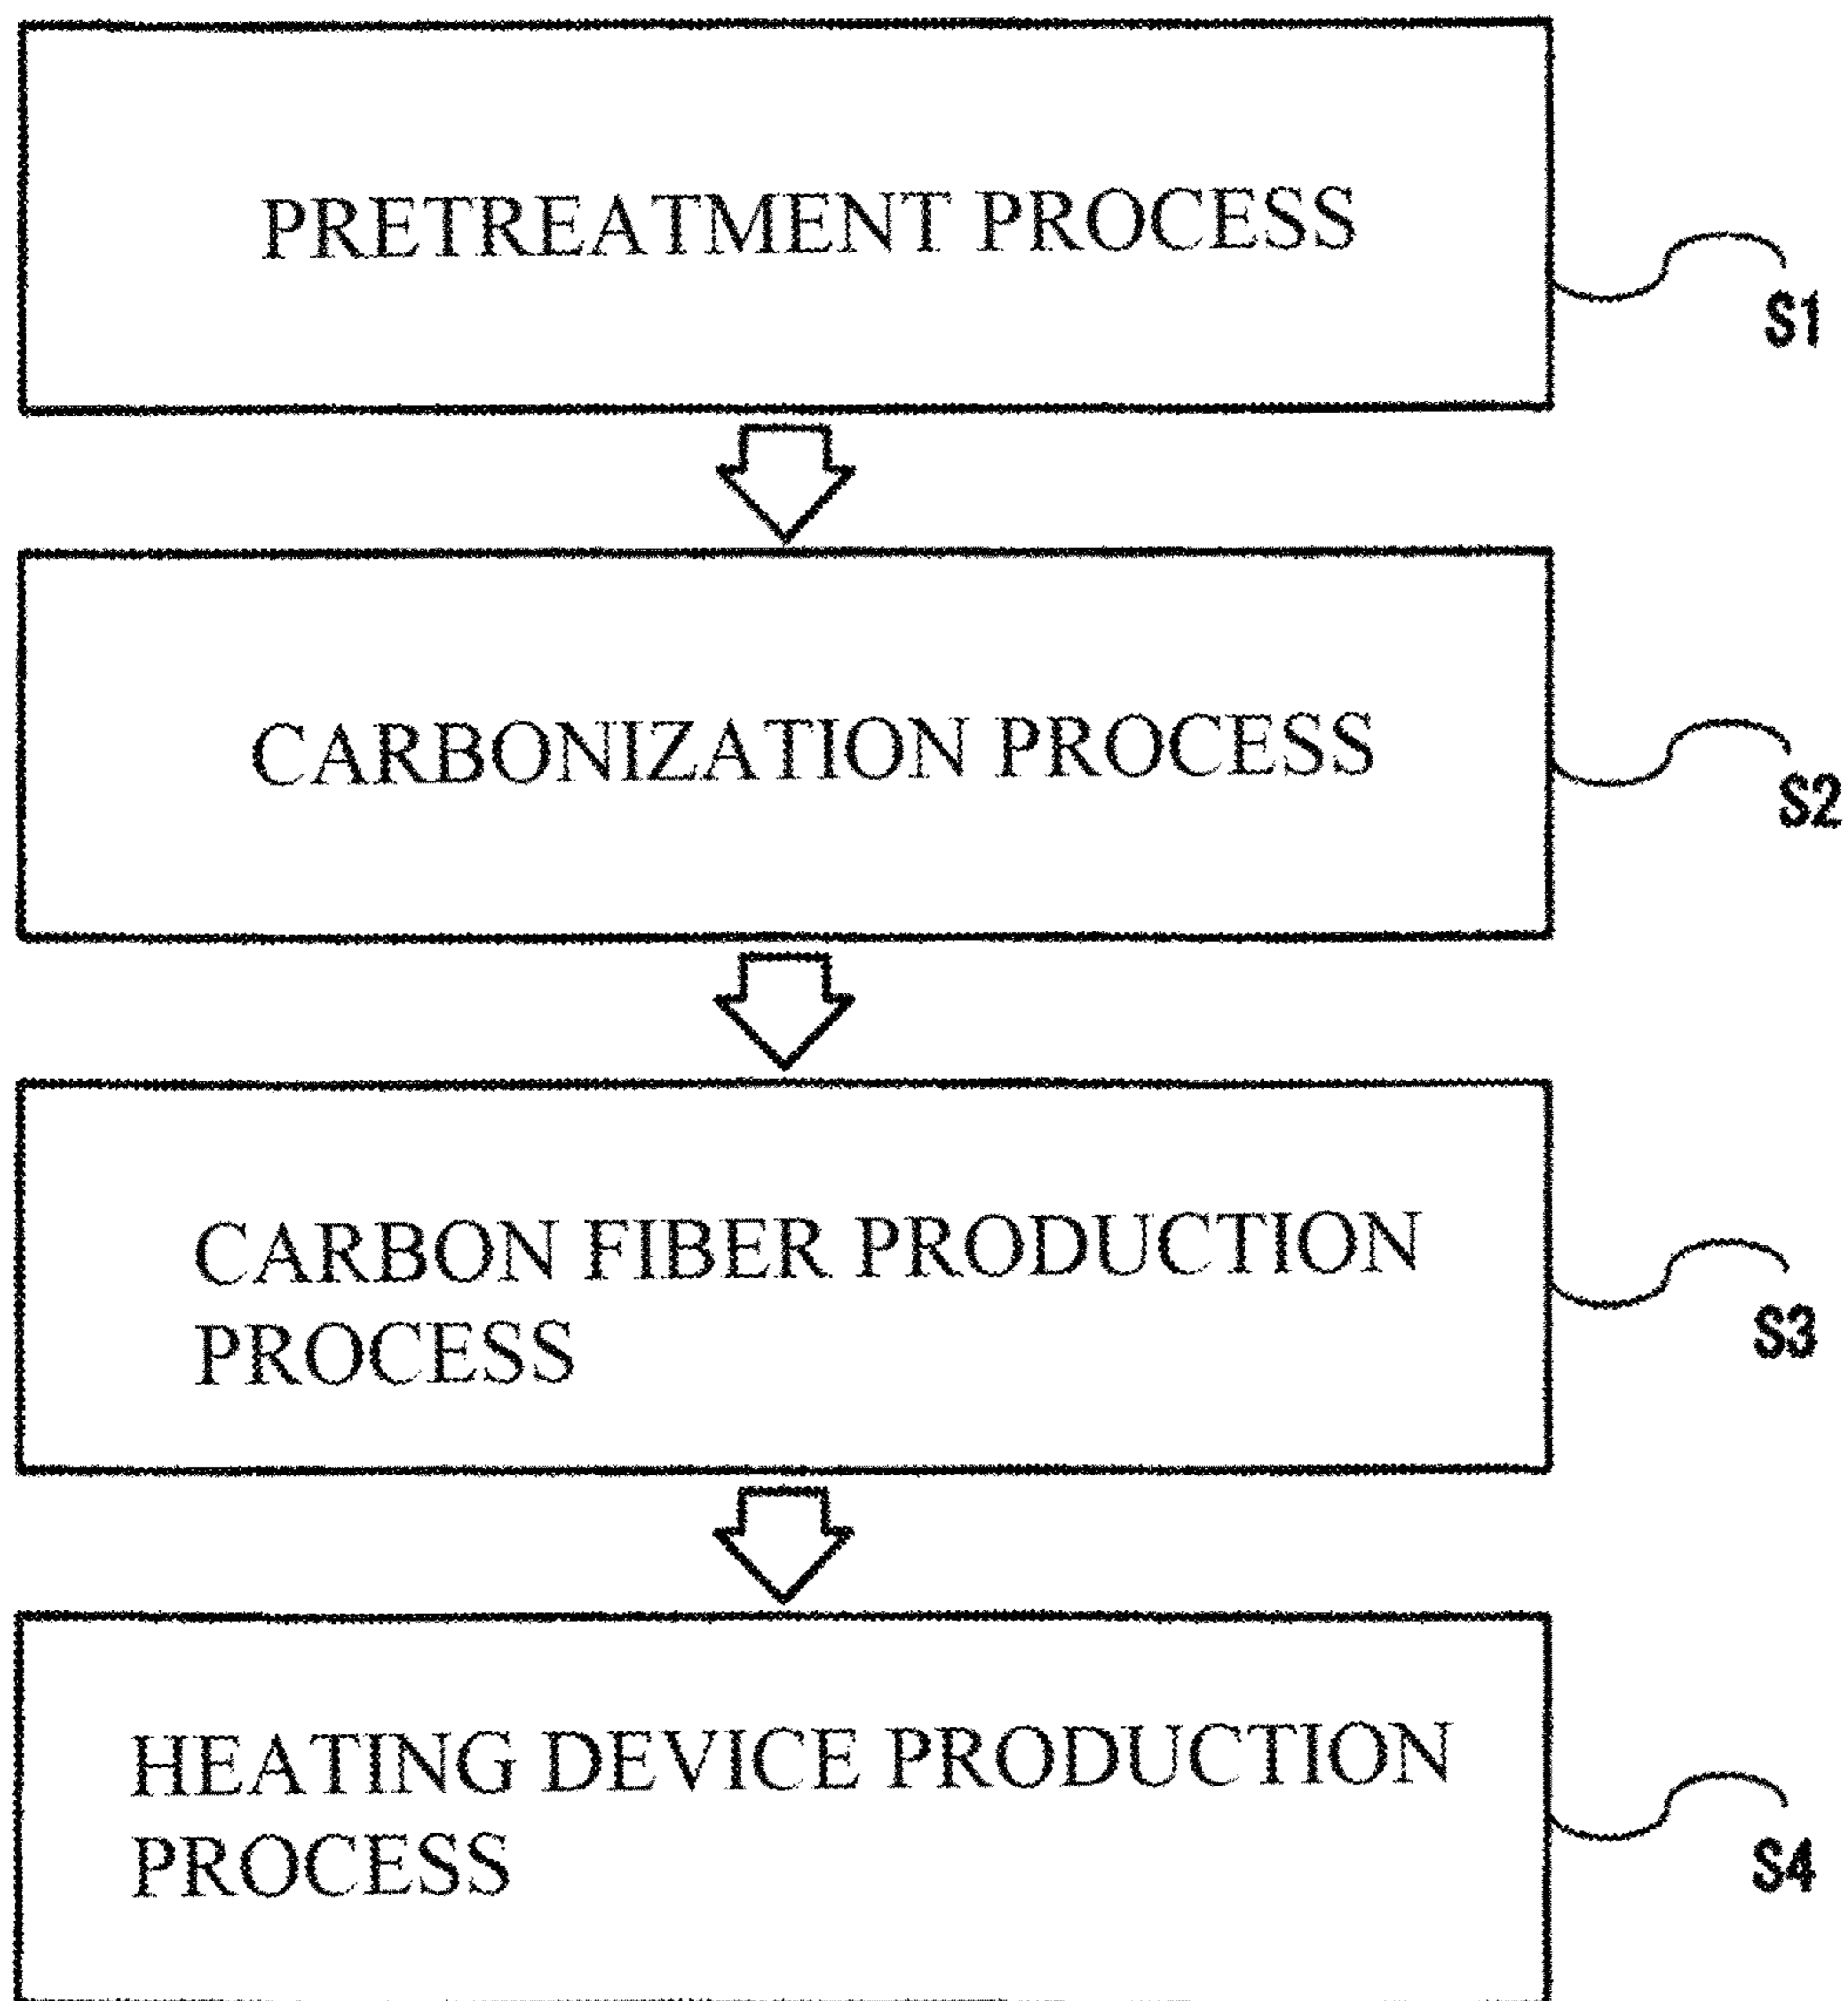 PRETREATMENT PROCESS
S1
CARBONIZATION PROCESS
S2
CARBON FIBER PRODUCTION
PROCESS
S3
HEATING DEVICE PRODUCTION
PROCESS
S4